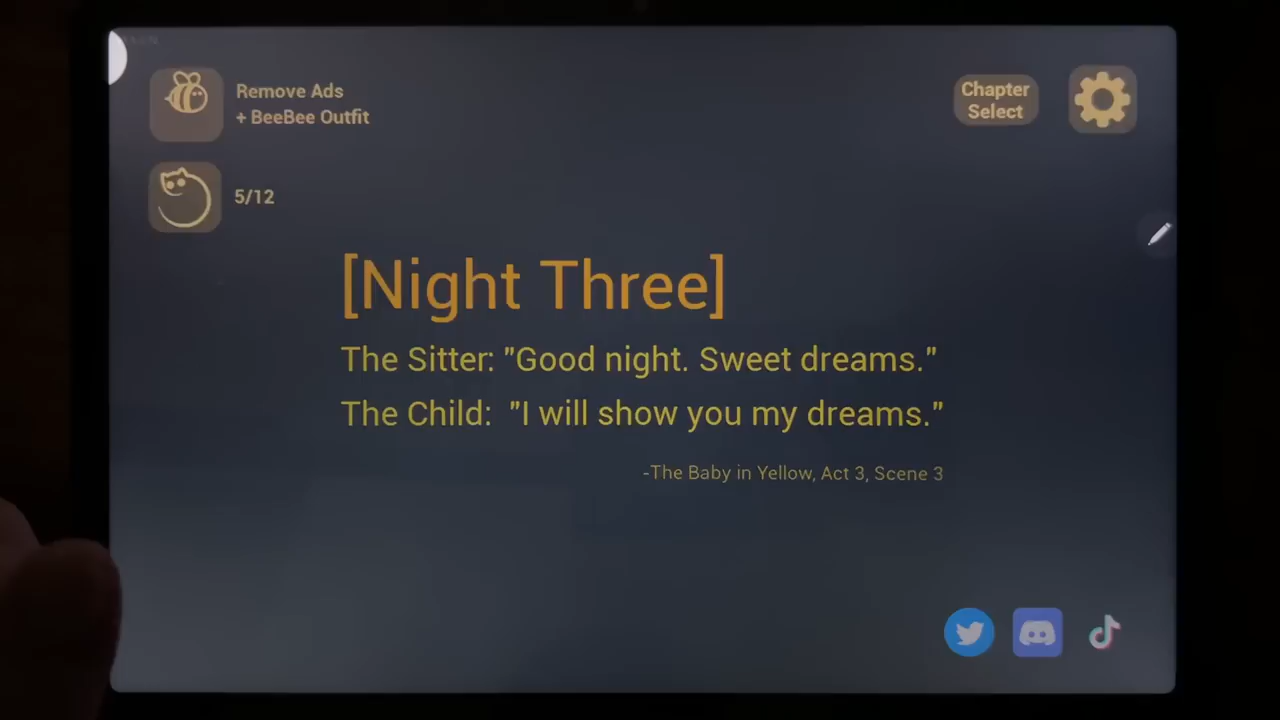 Remove Ads
+ BeeBee Outfit
Chapter
Select
5/12
[Night Three]
The Sitter: "Good night. Sweet dreams."
The Child: "I will show you my dreams."
-The Baby in Yellow, Act 3, Scene 3